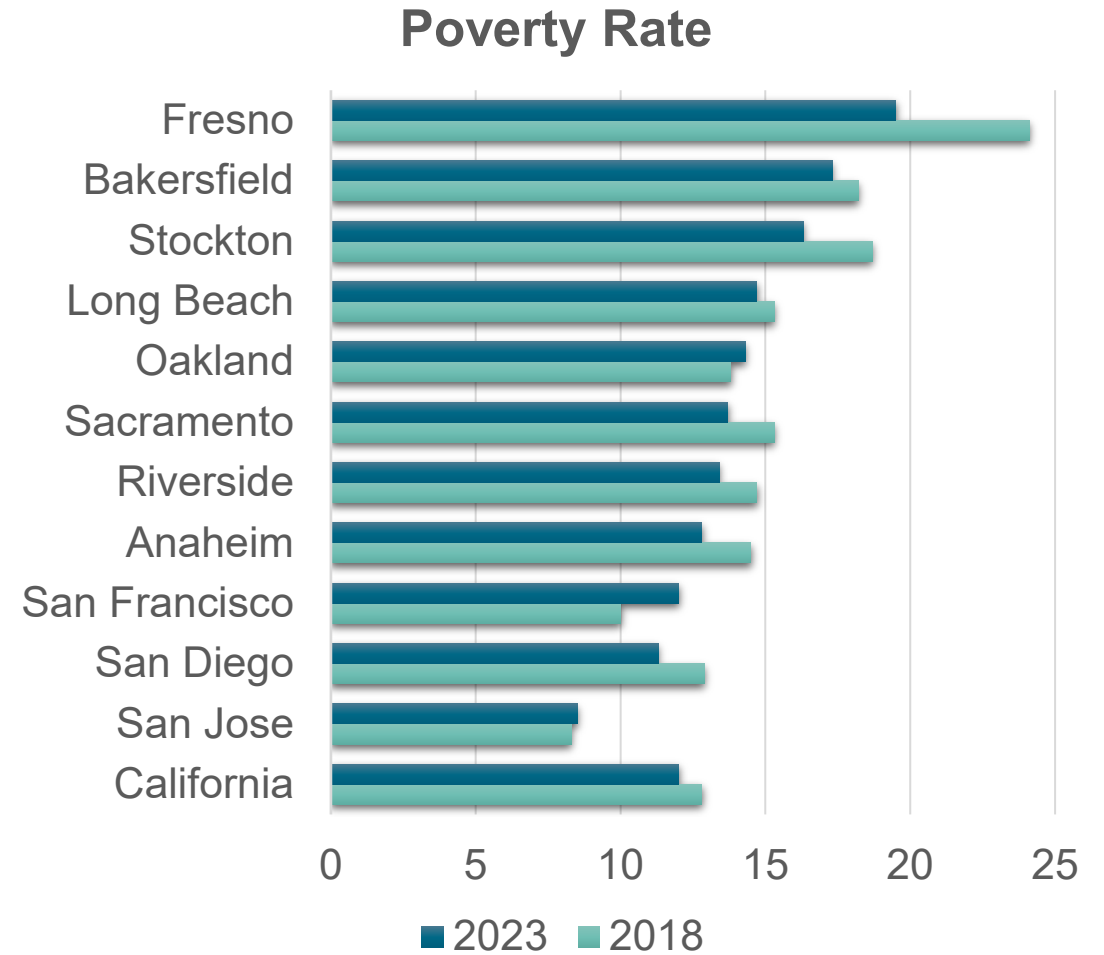 Poverty Rate
Fresno
Bakersfield
Stockton
Long Beach
Oakland
Sacramento
Riverside
Anaheim
San Francisco
San Diego
San Jose
California
0 5 10 15 20 25
2023 2018